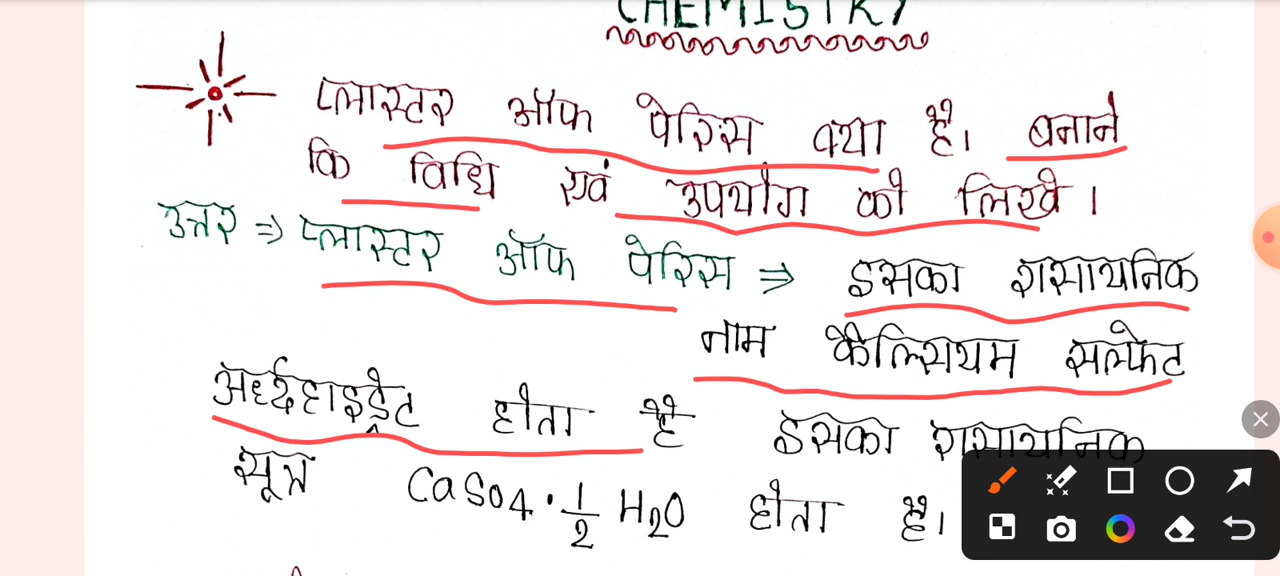 CHEMISTRY
प्लास्टर ऑफ पेरिस क्या है। बनाने
कि विधि एवं उपयोग को लिखे।
उत्तर ⇒ प्लास्टर ऑफ पेरिस ⇒ इसका रासायनिक
नाम कैल्सियम सल्फेट
अर्ध्दहाइड्रेट होता है इसका रासायनिक
सूत्र CaSO4·1/2 H2O होता है।